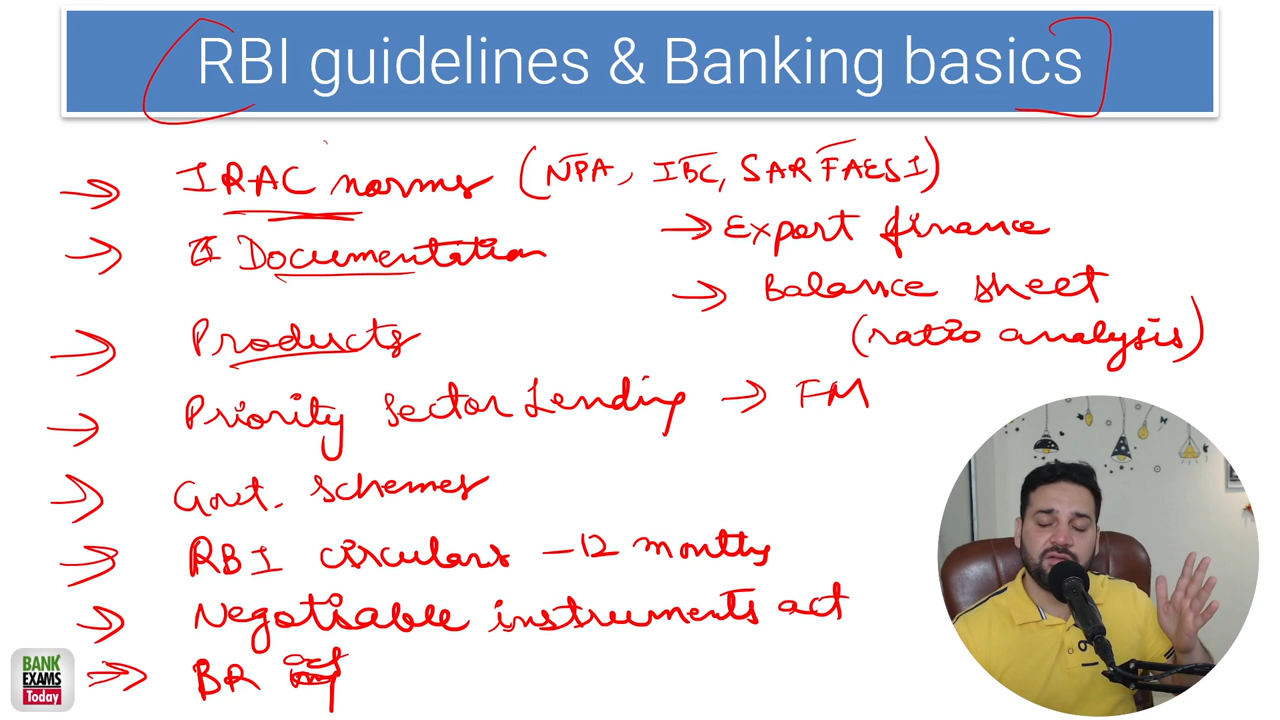 RBI guidelines & Banking basics
→ IRAC norms (NPA, IBC, SARFAESI)
→ Documentation
→ Products
→ Priority Sector Lending → FM
→ Govt. Schemes
→ RBI circulars - 12 months
→ Negotiable instruments act
→ BR act
→ Export finance
→ Balance sheet
(ratio analysis)
BANK
EXAMS
Today